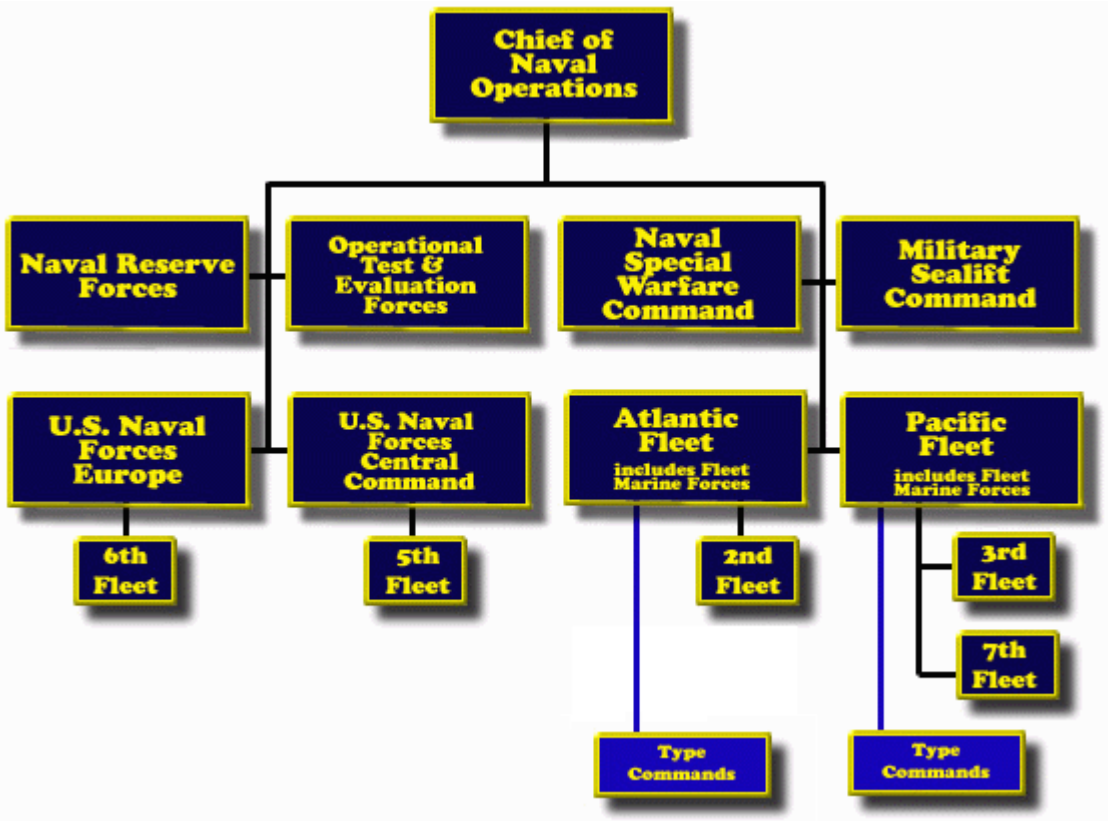 Chief of
Naval
Operations
Naval Reserve
Forces
Operational
Test &
Evaluation
Forces
Naval
Special
Warfare
Command
Military
Sealift
Command
U.S. Naval
Forces
Europe
U.S. Naval
Forces
Central
Command
Atlantic
Fleet
includes Fleet
Marine Forces
Pacific
Fleet
includes Fleet
Marine Forces
6th
Fleet
5th
Fleet
2nd
Fleet
3rd
Fleet
7th
Fleet
Type
Commands
Type
Commands